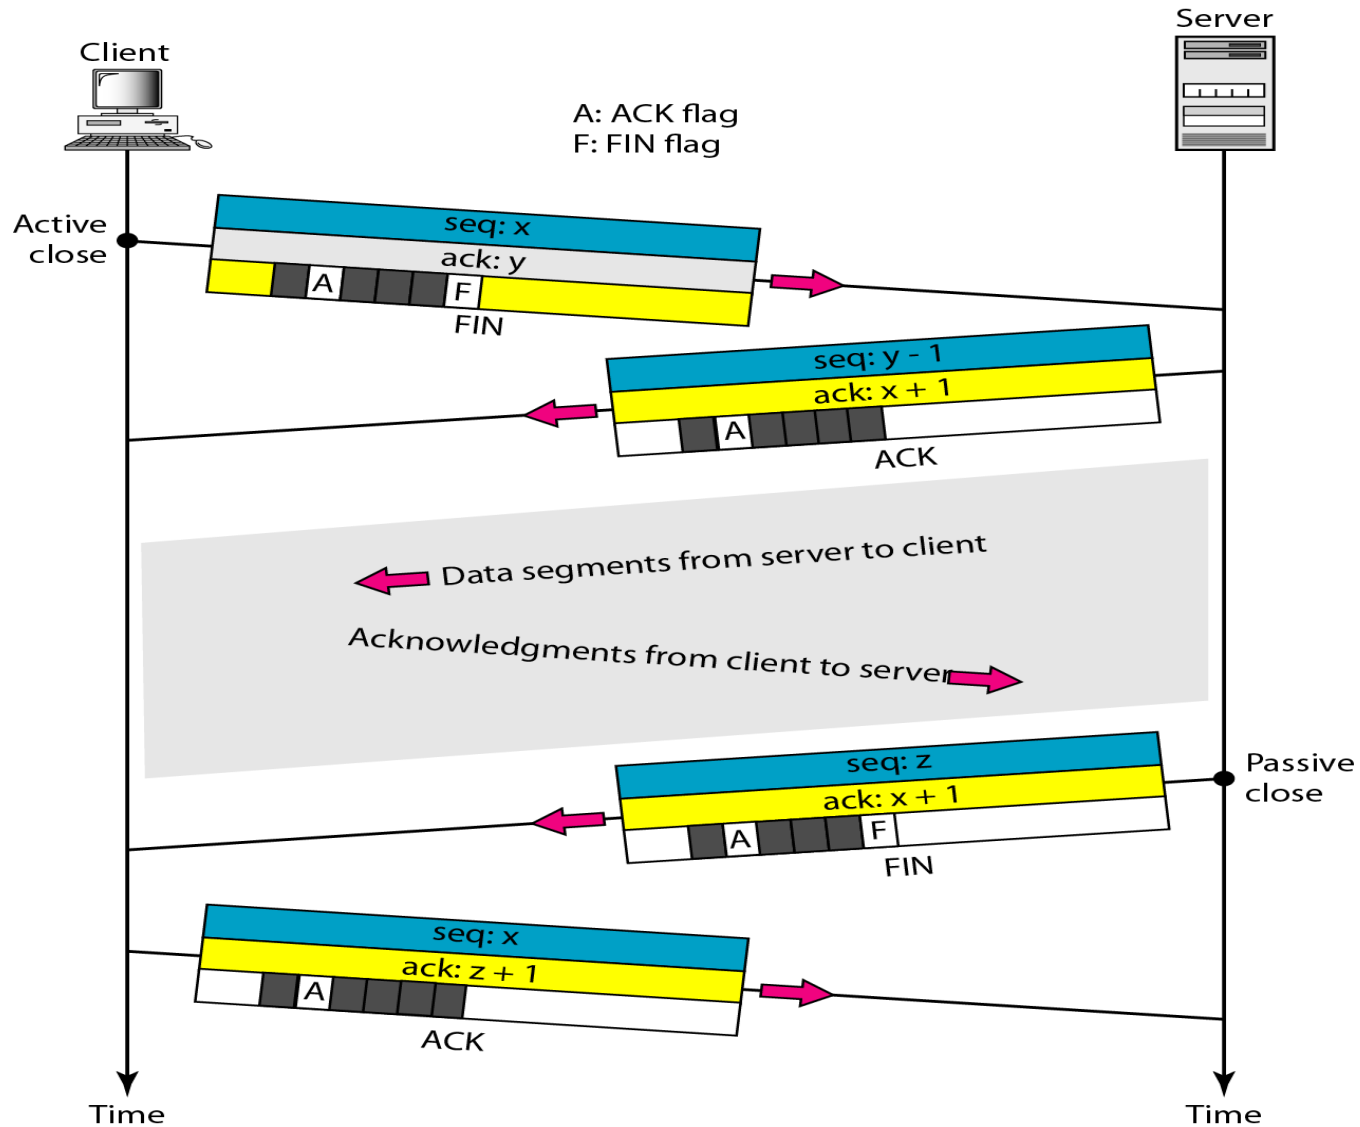 Server
Client
A: ACK flag
F: FIN flag
Active
close
seq: x
ack: y
A
F
FIN
seq: y - 1
ack: x + 1
A
ACK
Data segments from server to client
Acknowledgments from client to server
Passive
close
seq: z
ack: x + 1
A
F
FIN
seq: x
ack: z + 1
A
ACK
Time
Time